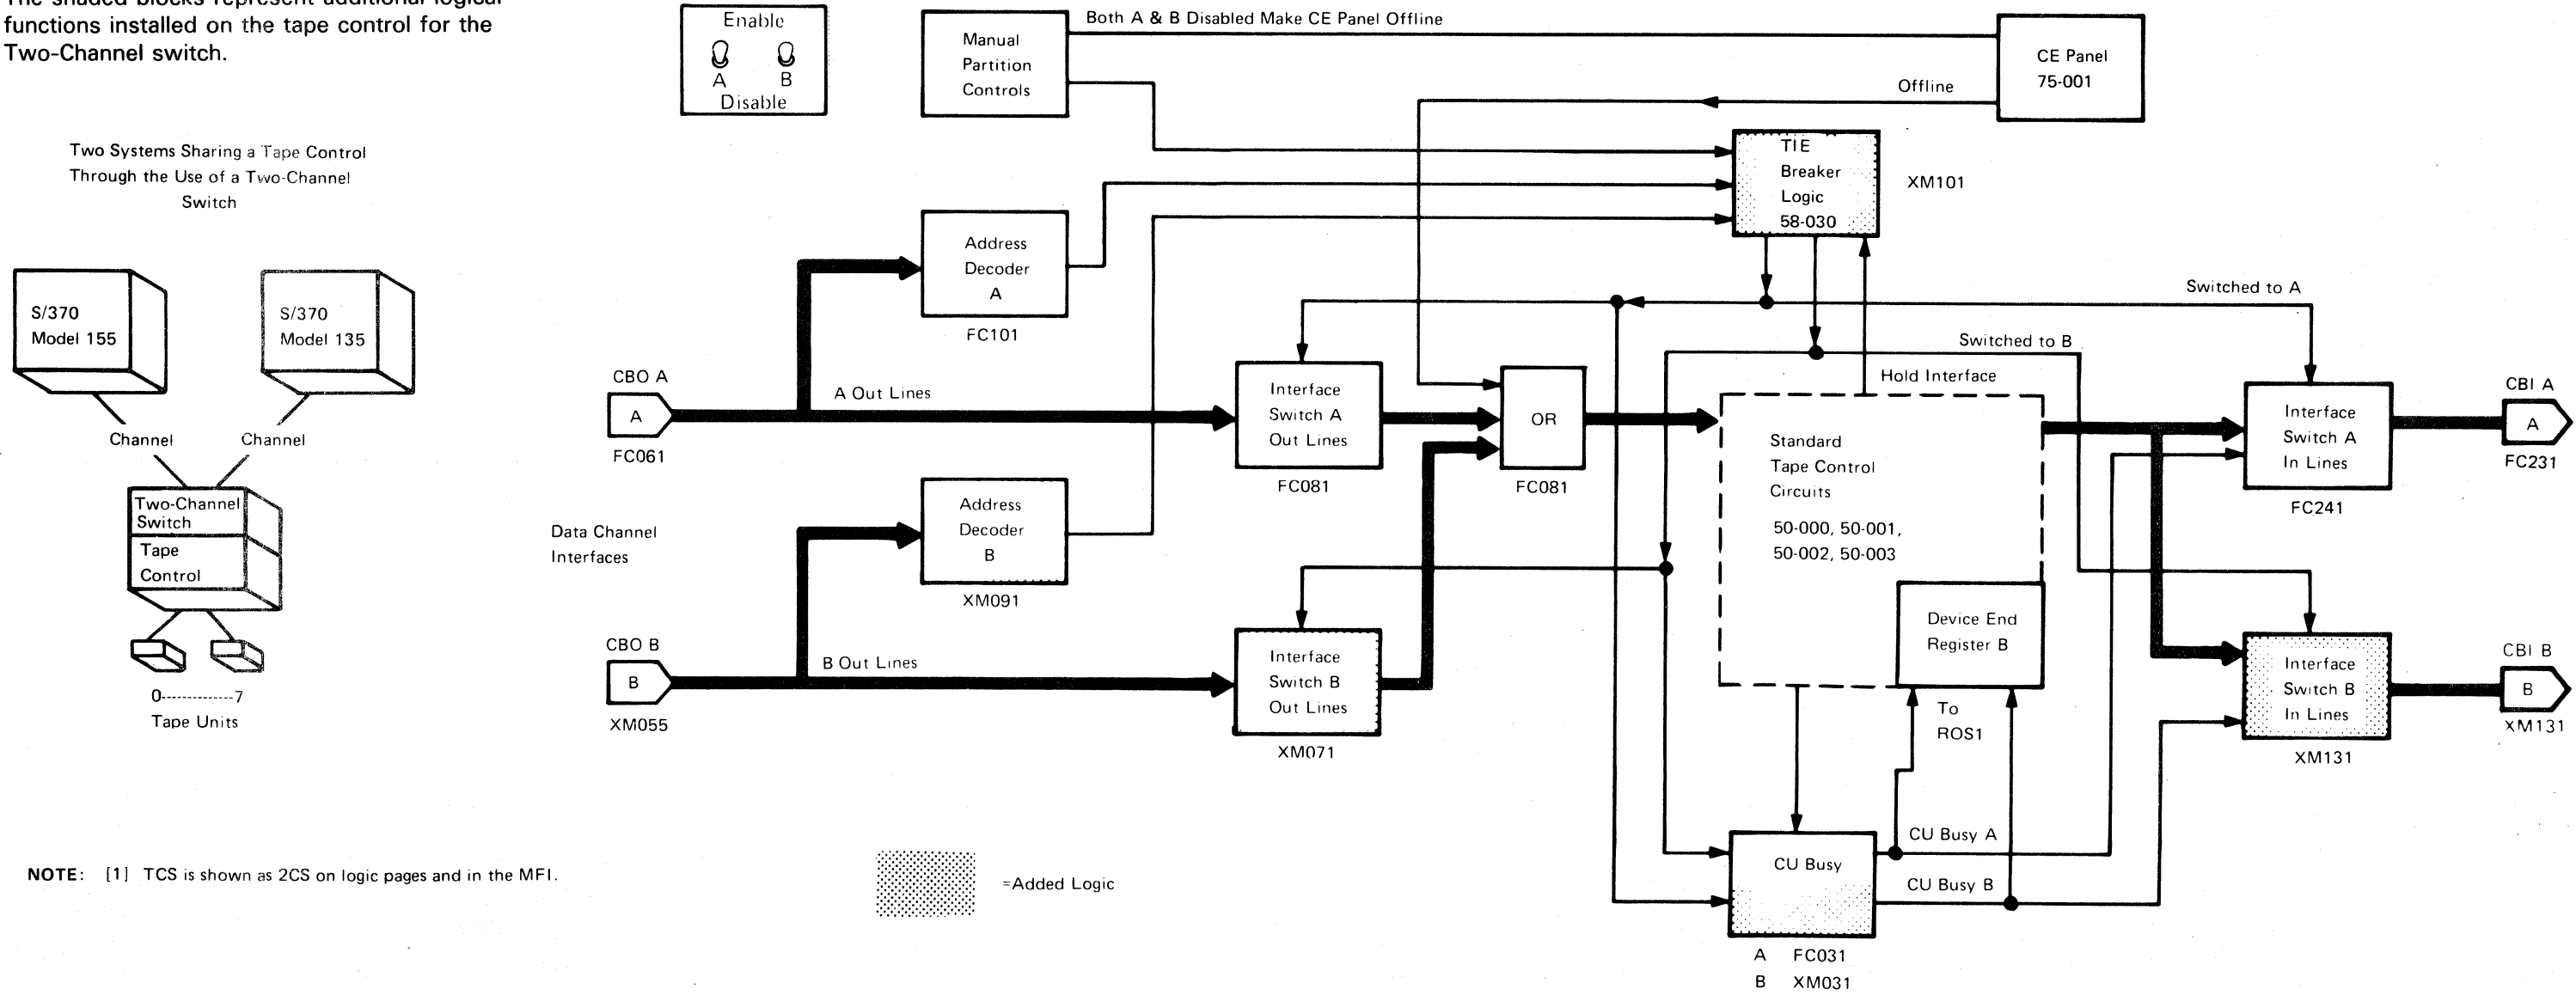 The shaded blocks represent additional logical
functions installed on the tape control for the
Two-Channel switch.
Two Systems Sharing a Tape Control
Through the Use of a Two-Channel
Switch
S/370
Model 155
S/370
Model 135
Channel
Channel
Two-Channel
Switch
Tape
Control
0-------------7
Tape Units
NOTE: [1] TCS is shown as 2CS on logic pages and in the MFI.
Enable
A
B
Disable
Manual
Partition
Controls
Both A & B Disabled Make CE Panel Offline
CE Panel
75-001
Offline
TIE
Breaker
Logic
58-030
XM101
Address
Decoder
A
FC101
Switched to A
Switched to B
Hold Interface
CBO A
A
FC061
A Out Lines
Interface
Switch A
Out Lines
FC081
OR
FC081
Standard
Tape Control
Circuits
50-000, 50-001,
50-002, 50-003
Interface
Switch A
In Lines
FC241
CBI A
A
FC231
Data Channel
Interfaces
Address
Decoder
B
XM091
CBO B
B
XM055
B Out Lines
Interface
Switch B
Out Lines
XM071
Device End
Register B
To
ROS1
Interface
Switch B
In Lines
XM131
CBI B
B
XM131
CU Busy
CU Busy A
CU Busy B
A FC031
B XM031
=Added Logic